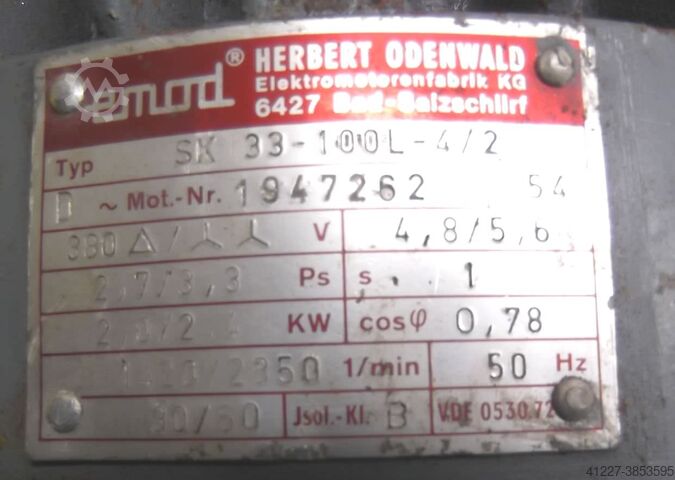 emod® HERBERT ODENWALD
Elektromotorenfabrik KG
6427 Bad-Salzschlirf
Typ SK 33-100L-4/2
D ~ Mot.-Nr. 1947262 54
380 △/⅄⅄ V 4,8/5,6
2,7/3,3 Ps s, 1
KW cosφ 0,78
1/min 50 Hz
Jsol.-Kl. B VDE 0530.72
41227-3853595